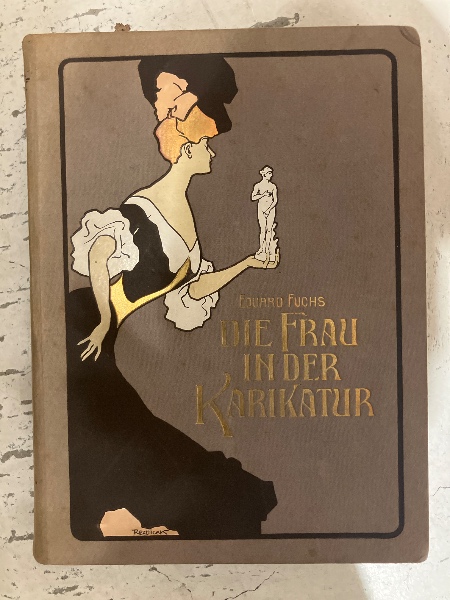 EDUARD FUCHS
DIE FRAU
IN DER
KARIKATUR